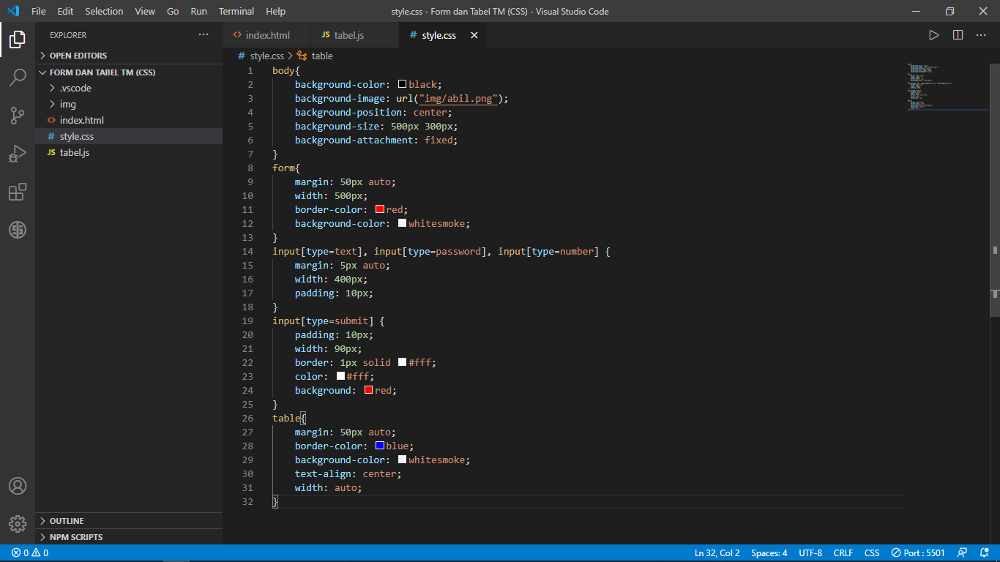 File Edit Selection View Go Run Terminal Help style.css - Form dan Tabel TM (CSS) - Visual Studio Code
EXPLORER
OPEN EDITORS
FORM DAN TABEL TM (CSS)
.vscode
img
index.html
style.css
JS tabel.js
OUTLINE
NPM SCRIPTS
index.html JS tabel.js # style.css
# style.css > table
1 body{
2 background-color: black;
3 background-image: url("img/abil.png");
4 background-position: center;
5 background-size: 500px 300px;
6 background-attachment: fixed;
7 }
8 form{
9 margin: 50px auto;
10 width: 500px;
11 border-color: red;
12 background-color: whitesmoke;
13 }
14 input[type=text], input[type=password], input[type=number] {
15 margin: 5px auto;
16 width: 400px;
17 padding: 10px;
18 }
19 input[type=submit] {
20 padding: 10px;
21 width: 90px;
22 border: 1px solid #fff;
23 color: #fff;
24 background: red;
25 }
26 table{
27 margin: 50px auto;
28 border-color: blue;
29 background-color: whitesmoke;
30 text-align: center;
31 width: auto;
32 }
0 0 Ln 32, Col 2 Spaces: 4 UTF-8 CRLF CSS Port : 5501